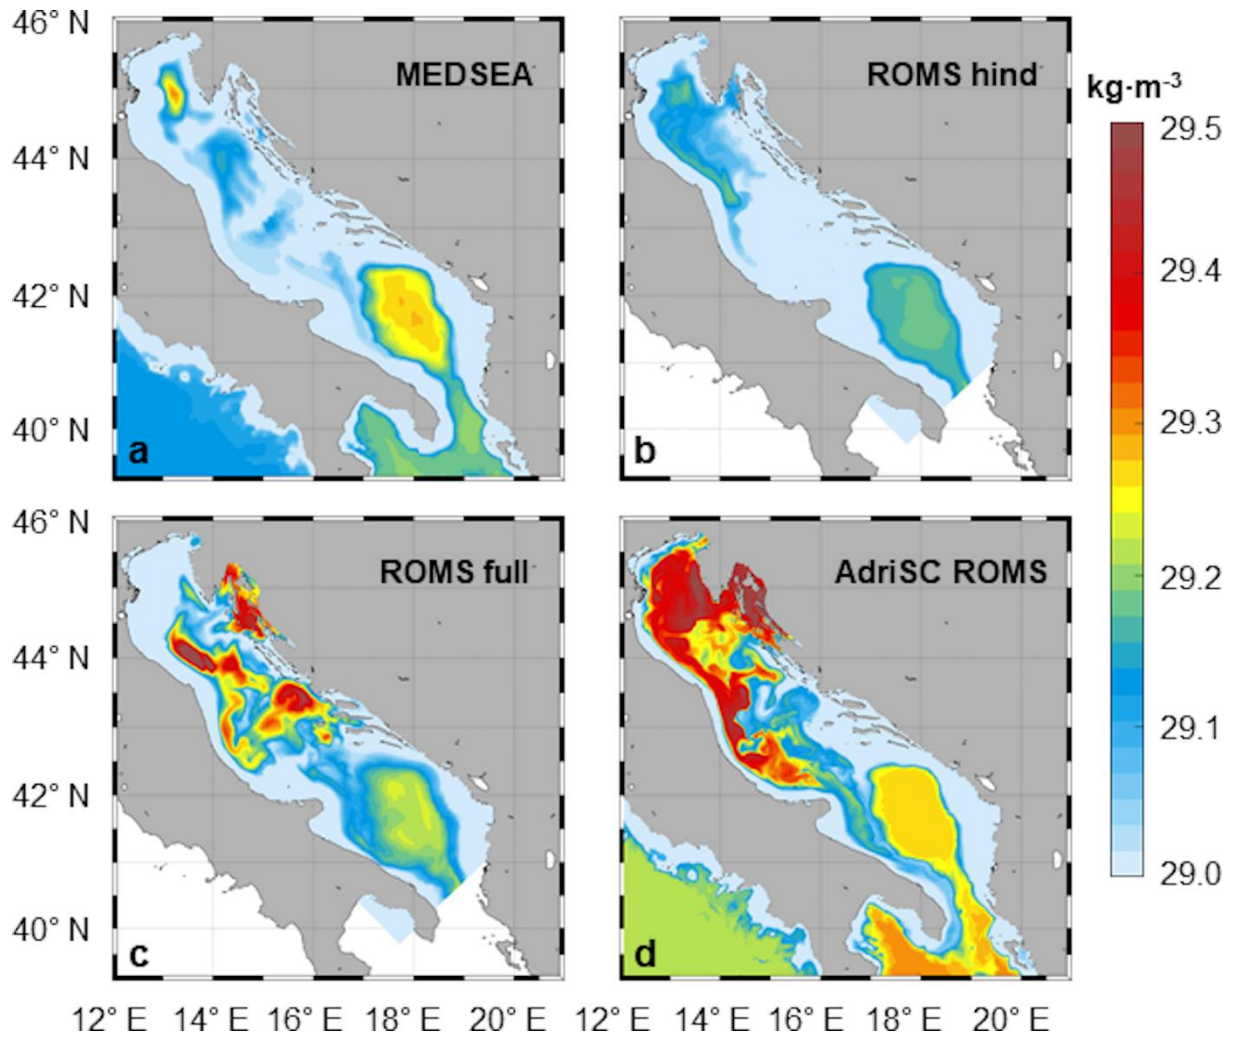 46° N
44° N
42° N
40° N
MEDSEA
a
ROMS hind
b
kg·m-3
29.5
29.4
29.3
29.2
29.1
29.0
46° N
44° N
42° N
40° N
ROMS full
c
AdriSC ROMS
d
12° E 14° E 16° E 18° E 20° E 12° E 14° E 16° E 18° E 20° E